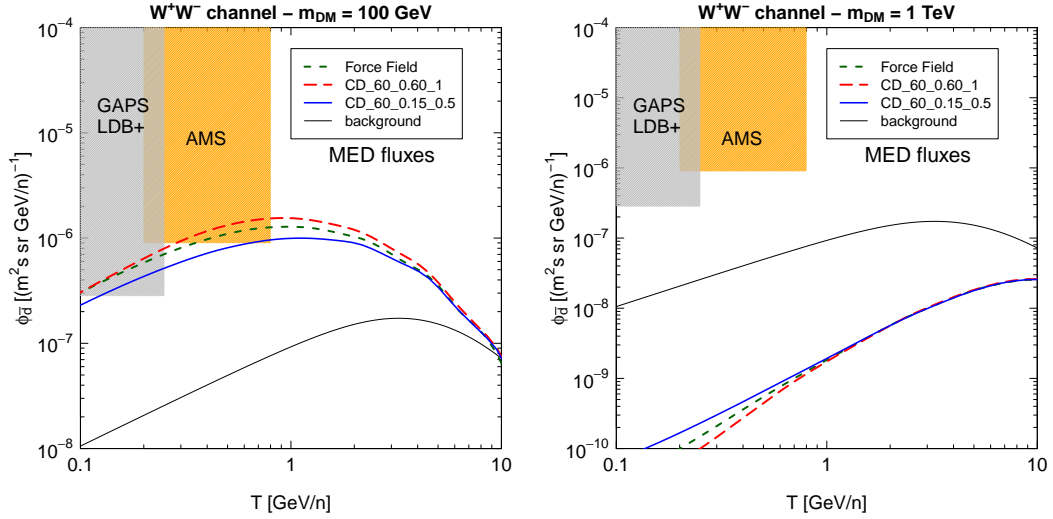 W⁺W⁻ channel – m_DM = 100 GeV
10⁻⁴
10⁻⁵
10⁻⁶
10⁻⁷
10⁻⁸
ϕ_d̅ [(m²s sr GeV/n)⁻¹]
GAPS
LDB+
AMS
Force Field
CD_60_0.60_1
CD_60_0.15_0.5
background
MED fluxes
0.1
1
10
T [GeV/n]
W⁺W⁻ channel – m_DM = 1 TeV
10⁻⁴
10⁻⁵
10⁻⁶
10⁻⁷
10⁻⁸
10⁻⁹
10⁻¹⁰
ϕ_d̅ [(m²s sr GeV/n)⁻¹]
GAPS
LDB+
AMS
Force Field
CD_60_0.60_1
CD_60_0.15_0.5
background
MED fluxes
0.1
1
10
T [GeV/n]